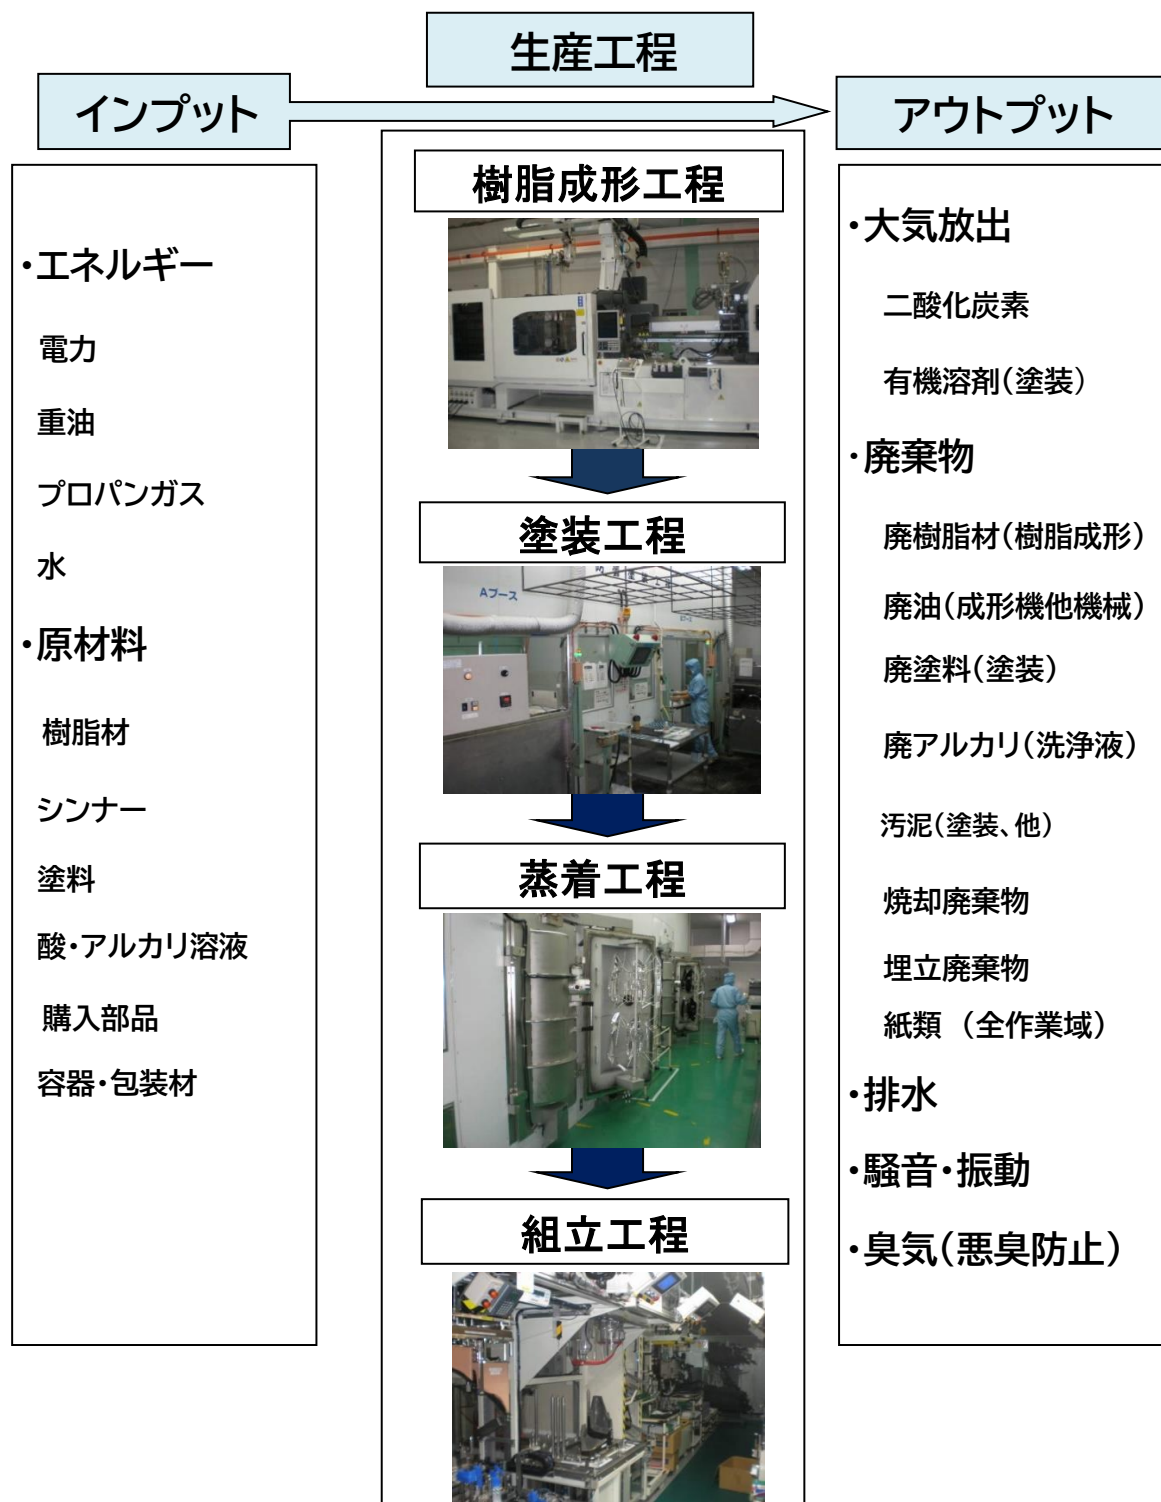 生産工程
インプット
アウトプット
・エネルギー
電力
重油
プロパンガス
水
・原材料
樹脂材
シンナー
塗料
酸・アルカリ溶液
購入部品
容器・包装材
樹脂成形工程
塗装工程
Aブース
蒸着工程
組立工程
・大気放出
二酸化炭素
有機溶剤(塗装)
・廃棄物
廃樹脂材(樹脂成形)
廃油(成形機他機械)
廃塗料(塗装)
廃アルカリ(洗浄液)
汚泥(塗装、他)
焼却廃棄物
埋立廃棄物
紙類 (全作業域)
・排水
・騒音・振動
・臭気(悪臭防止)